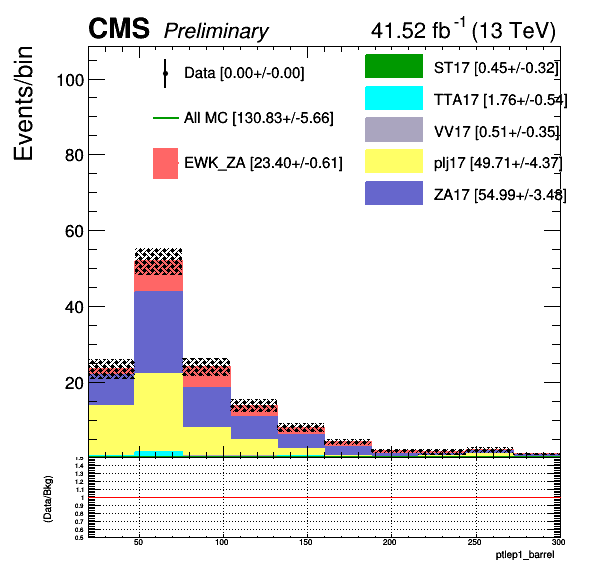 CMS Preliminary 41.52 fb⁻¹ (13 TeV)
Events/bin
100
80
60
40
20
Data [0.00+/-0.00]
All MC [130.83+/-5.66]
EWK_ZA [23.40+/-0.61]
ST17 [0.45+/-0.32]
TTA17 [1.76+/-0.54]
VV17 [0.51+/-0.35]
plj17 [49.71+/-4.37]
ZA17 [54.99+/-3.48]
(Data/Bkg)
1.5
1.4
1.3
1.2
1.1
1
0.9
0.8
0.7
0.6
0.5
50 100 150 200 250 300
ptlep1_barrel